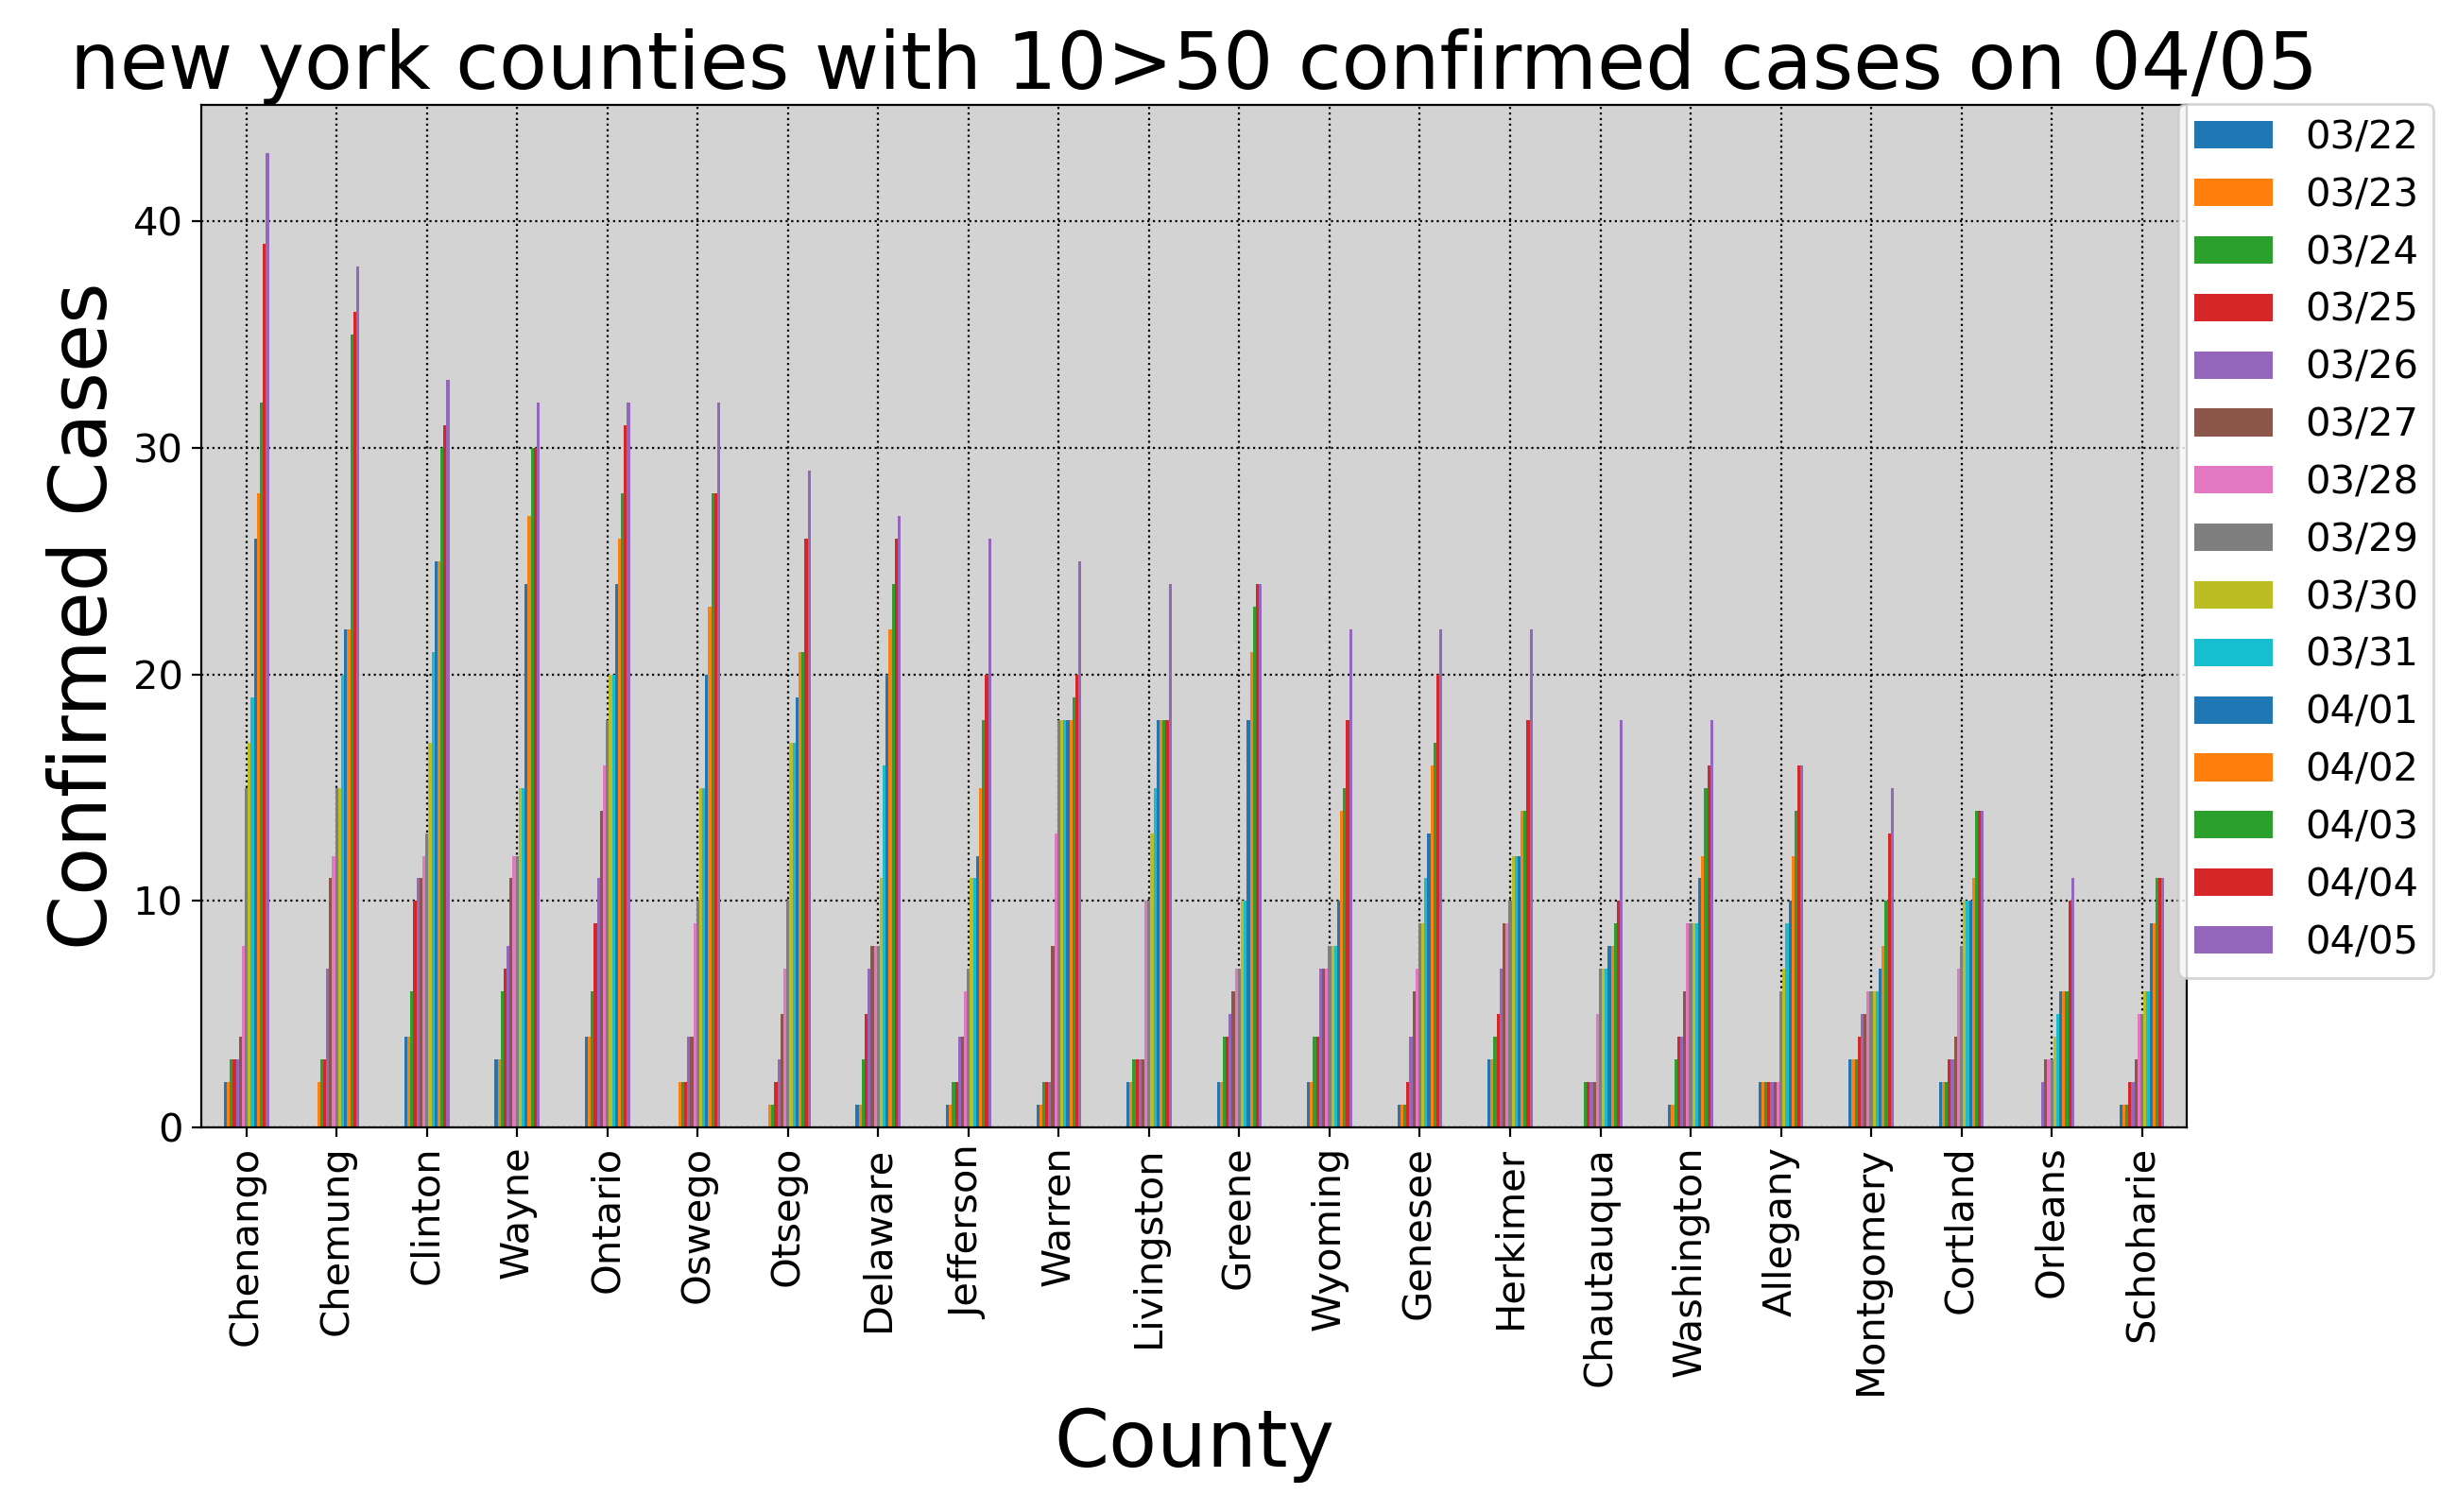 new york counties with 10>50 confirmed cases on 04/05
Confirmed Cases
40
30
20
10
0
03/22
03/23
03/24
03/25
03/26
03/27
03/28
03/29
03/30
03/31
04/01
04/02
04/03
04/04
04/05
Chenango
Chemung
Clinton
Wayne
Ontario
Oswego
Otsego
Delaware
Jefferson
Warren
Livingston
Greene
Wyoming
Genesee
Herkimer
Chautauqua
Washington
Allegany
Montgomery
Cortland
Orleans
Schoharie
County